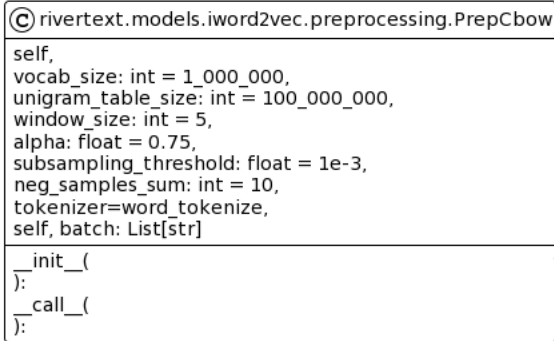 C rivertext.models.iword2vec.preprocessing.PrepCbow
self,
vocab_size: int = 1_000_000,
unigram_table_size: int = 100_000_000,
window_size: int = 5,
alpha: float = 0.75,
subsampling_threshold: float = 1e-3,
neg_samples_sum: int = 10,
tokenizer=word_tokenize,
self, batch: List[str]
__init__(
):
__call__(
):